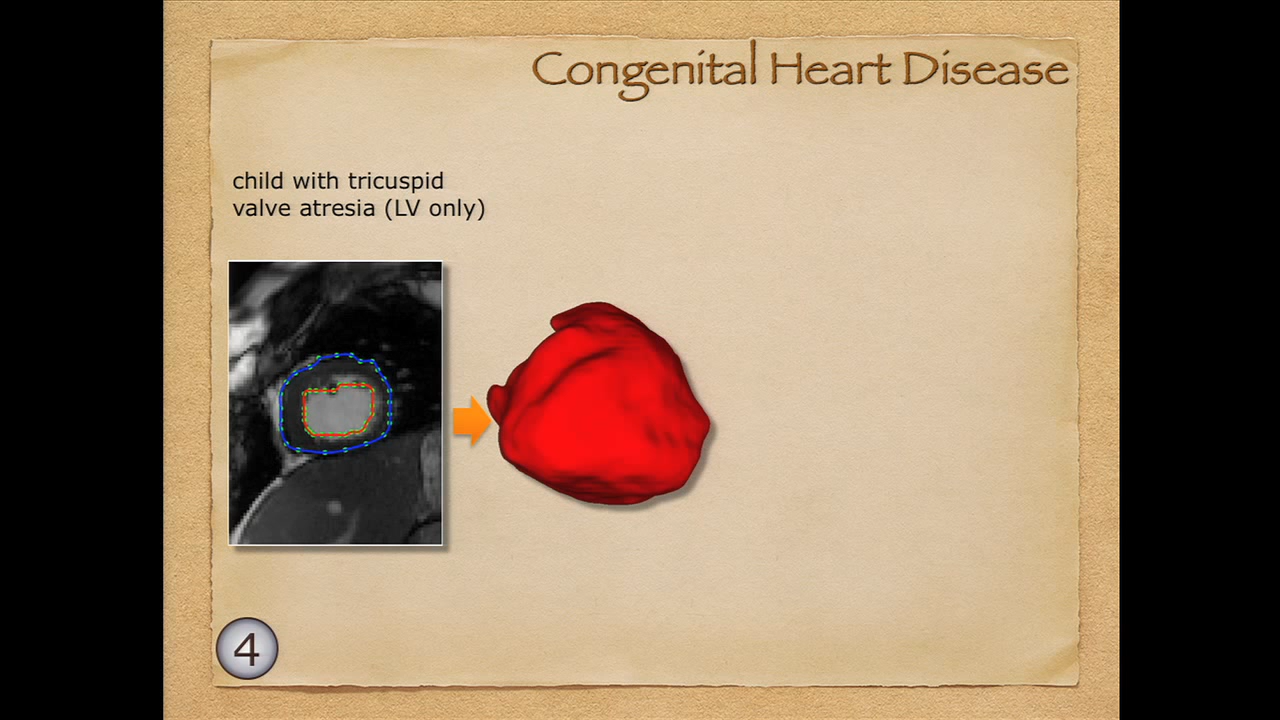 Congenital Heart Disease
child with tricuspid
valve atresia (LV only)
4